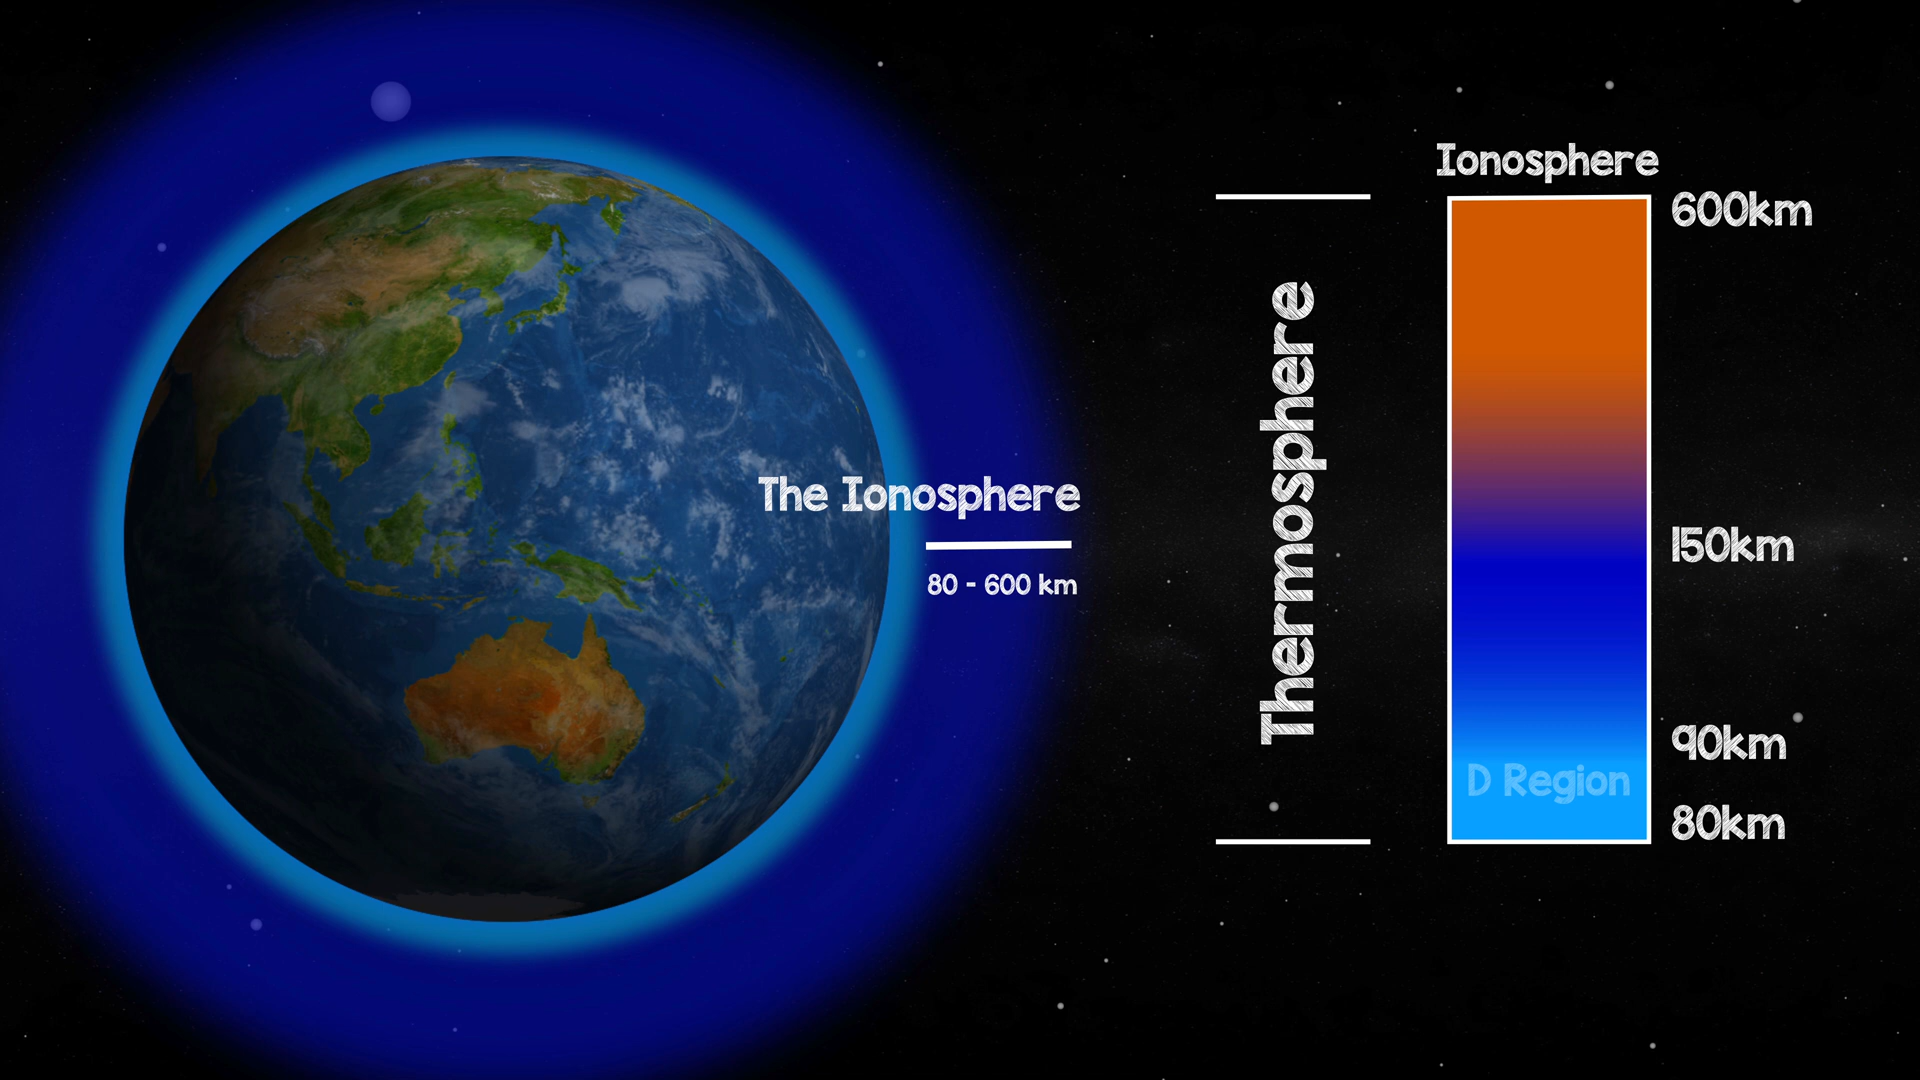 The Ionosphere
80 - 600 km
Thermosphere
Ionosphere
600km
150km
90km
D Region
80km